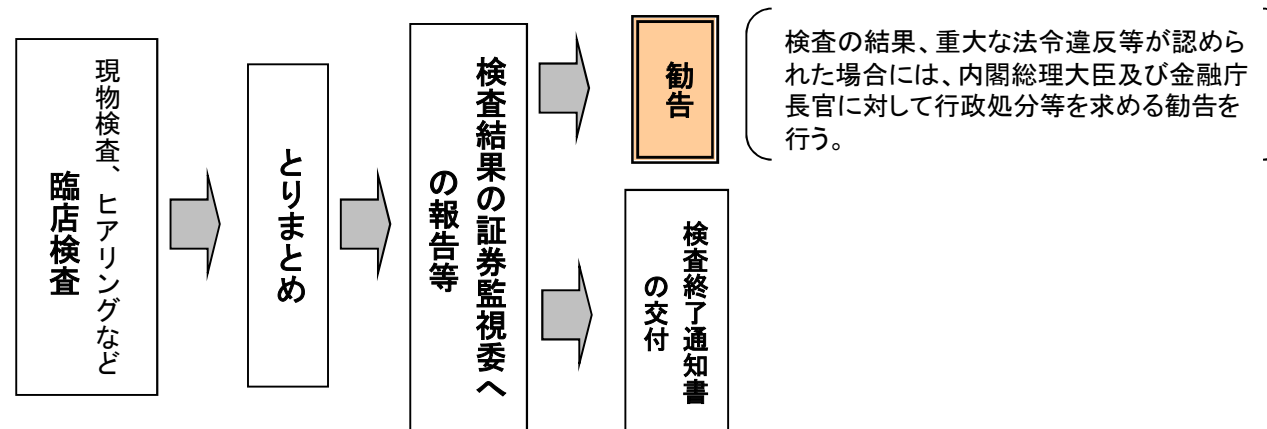 現物検査、ヒアリングなど
臨店検査
とりまとめ
検査結果の証券監視委へ
の報告等
勧告
検査の結果、重大な法令違反等が認めら
れた場合には、内閣総理大臣及び金融庁
長官に対して行政処分等を求める勧告を
行う。
検査終了通知書
の交付